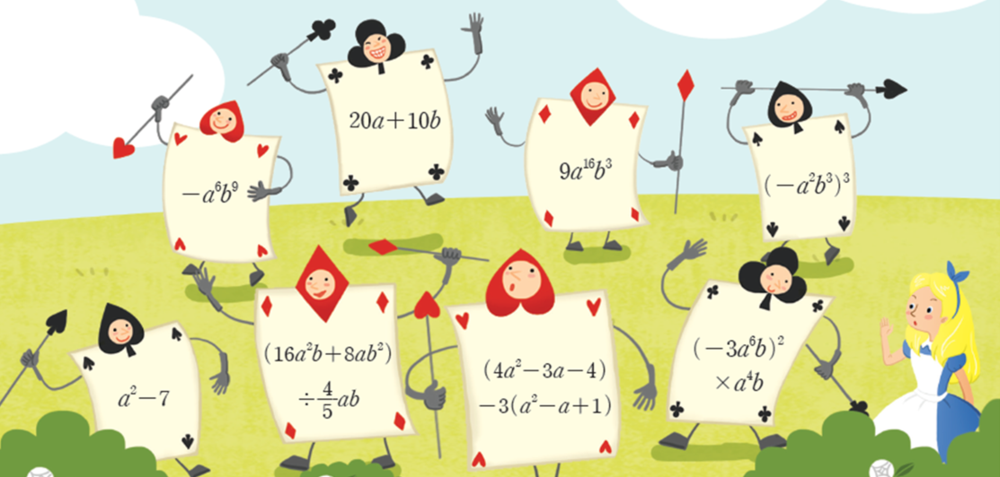 20a+10b
−a⁶b⁹
9a¹⁶b³
(−a²b³)³
a²−7
(16a²b+8ab²)
÷4/5ab
(4a²−3a−4)
−3(a²−a+1)
(−3a⁶b)²
×a⁴b